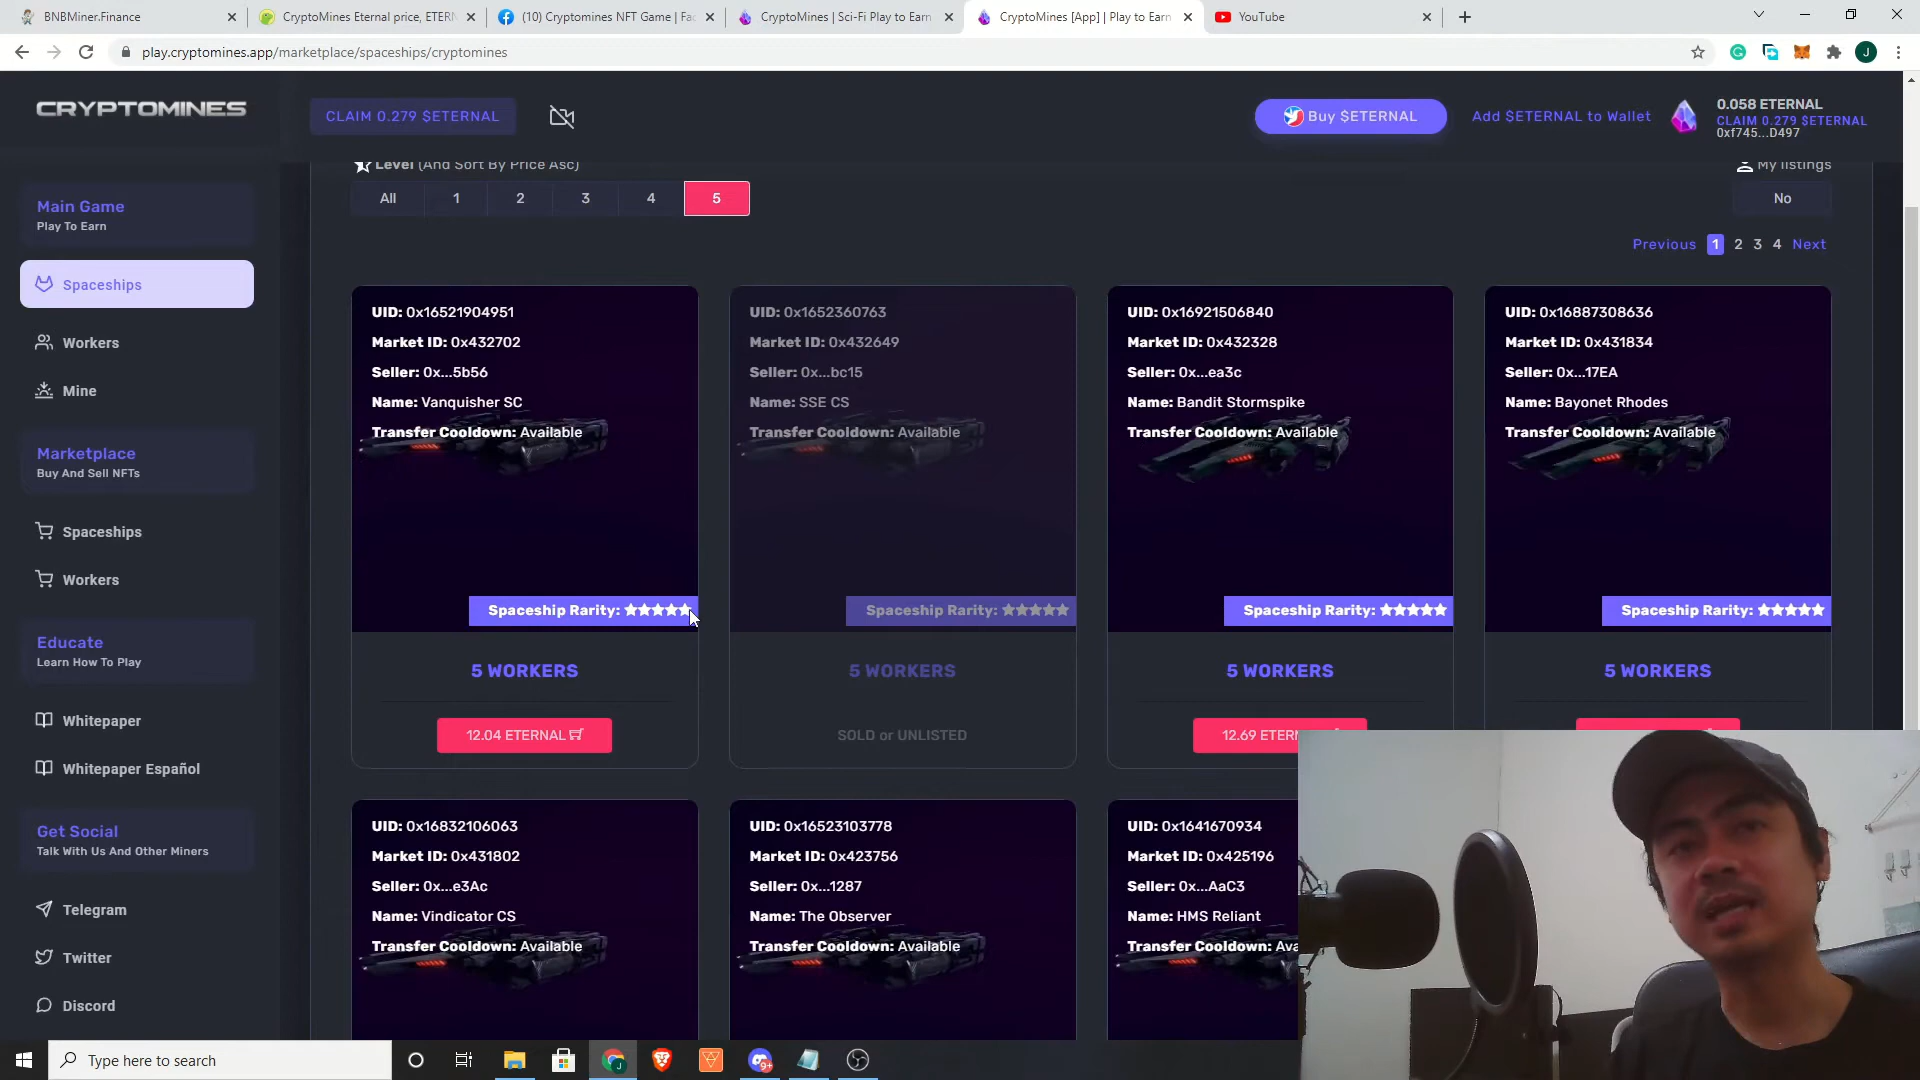 BNBMiner.Finance
CryptoMines Eternal price, ETERN
(10) Cryptomines NFT Game | Fac
CryptoMines | Sci-Fi Play to Earn
CryptoMines [App] | Play to Earn
YouTube
play.cryptomines.app/marketplace/spaceships/cryptomines
J
CRYPTOMINES
CLAIM 0.279 $ETERNAL
Buy $ETERNAL
Add $ETERNAL to Wallet
0.058 ETERNAL
CLAIM 0.279 $ETERNAL
0xf745...D497
Main Game
Play To Earn
Spaceships
Workers
Mine
Marketplace
Buy And Sell NFTs
Spaceships
Workers
Educate
Learn How To Play
Whitepaper
Whitepaper Español
Get Social
Talk With Us And Other Miners
Telegram
Twitter
Discord
Level (And Sort By Price Asc)
All 1 2 3 4 5
My listings
No
Previous 1 2 3 4 Next
UID: 0x16521904951
Market ID: 0x432702
Seller: 0x...5b56
Name: Vanquisher SC
Transfer Cooldown: Available
Spaceship Rarity: ★★★★★
5 WORKERS
12.04 ETERNAL
UID: 0x1652360763
Market ID: 0x432649
Seller: 0x...bc15
Name: SSE CS
Transfer Cooldown: Available
Spaceship Rarity: ★★★★★
5 WORKERS
SOLD or UNLISTED
UID: 0x16921506840
Market ID: 0x432328
Seller: 0x...ea3c
Name: Bandit Stormspike
Transfer Cooldown: Available
Spaceship Rarity: ★★★★★
5 WORKERS
12.69 ETERN
UID: 0x16887308636
Market ID: 0x431834
Seller: 0x...17EA
Name: Bayonet Rhodes
Transfer Cooldown: Available
Spaceship Rarity: ★★★★★
5 WORKERS
UID: 0x16832106063
Market ID: 0x431802
Seller: 0x...e3Ac
Name: Vindicator CS
Transfer Cooldown: Available
UID: 0x16523103778
Market ID: 0x423756
Seller: 0x...1287
Name: The Observer
Transfer Cooldown: Available
UID: 0x1641670934
Market ID: 0x425196
Seller: 0x...AaC3
Name: HMS Reliant
Transfer Cooldown: Ava
Type here to search
9+